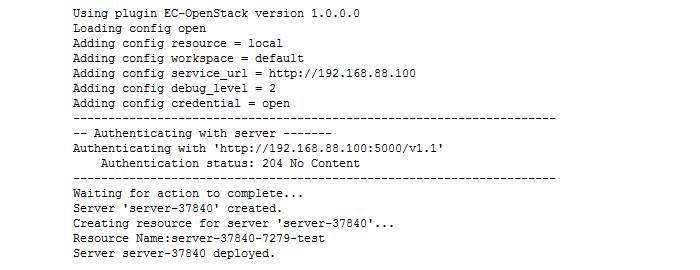 Using plugin EC-OpenStack version 1.0.0.0
Loading config open
Adding config resource = local
Adding config workspace = default
Adding config service_url = http://192.168.88.100
Adding config debug_level = 2
Adding config credential = open
---------------------------------------------------------------------
-- Authenticating with server -------
Authenticating with 'http://192.168.88.100:5000/v1.1'
    Authentication status: 204 No Content
---------------------------------------------------------------------
Waiting for action to complete...
Server 'server-37840' created.
Creating resource for server 'server-37840'...
Resource Name:server-37840-7279-test
Server server-37840 deployed.